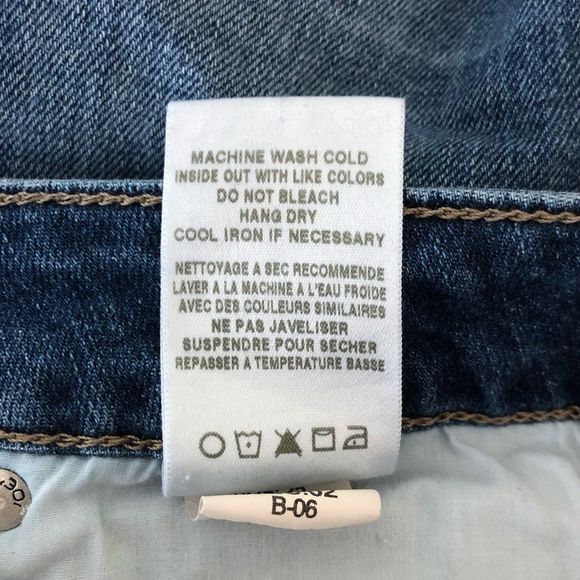 MACHINE WASH COLD
INSIDE OUT WITH LIKE COLORS
DO NOT BLEACH
HANG DRY
COOL IRON IF NECESSARY
NETTOYAGE A SEC RECOMMENDE
LAVER A LA MACHINE A L'EAU FROIDE
AVEC DES COULEURS SIMILAIRES
NE PAS JAVELISER
SUSPENDRE POUR SECHER
REPASSER A TEMPERATURE BASSE
B-06